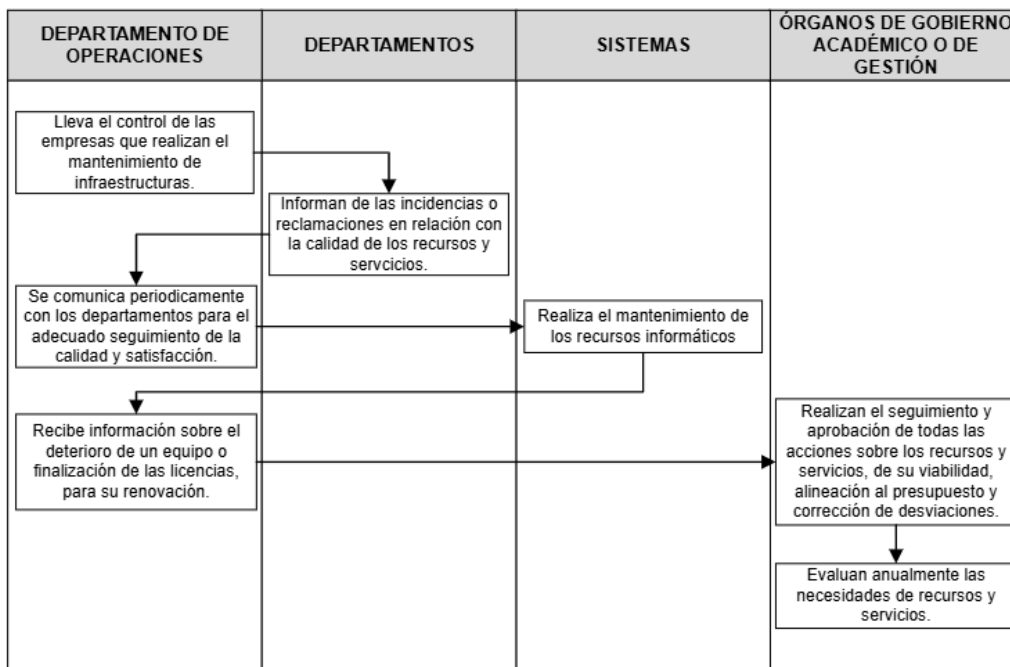 DEPARTAMENTO DE
OPERACIONES
DEPARTAMENTOS
SISTEMAS
ÓRGANOS DE GOBIERNO
ACADÉMICO O DE
GESTIÓN
Lleva el control de las
empresas que realizan el
mantenimiento de
infraestructuras.
Informan de las incidencias o
reclamaciones en relación con
la calidad de los recursos y
servcicios.
Se comunica periodicamente
con los departamentos para el
adecuado seguimiento de la
calidad y satisfacción.
Realiza el mantenimiento de
los recursos informáticos
Recibe información sobre el
deterioro de un equipo o
finalización de las licencias,
para su renovación.
Realizan el seguimiento y
aprobación de todas las
acciones sobre los recursos y
servicios, de su viabilidad,
alineación al presupuesto y
corrección de desviaciones.
Evaluan anualmente las
necesidades de recursos y
servicios.